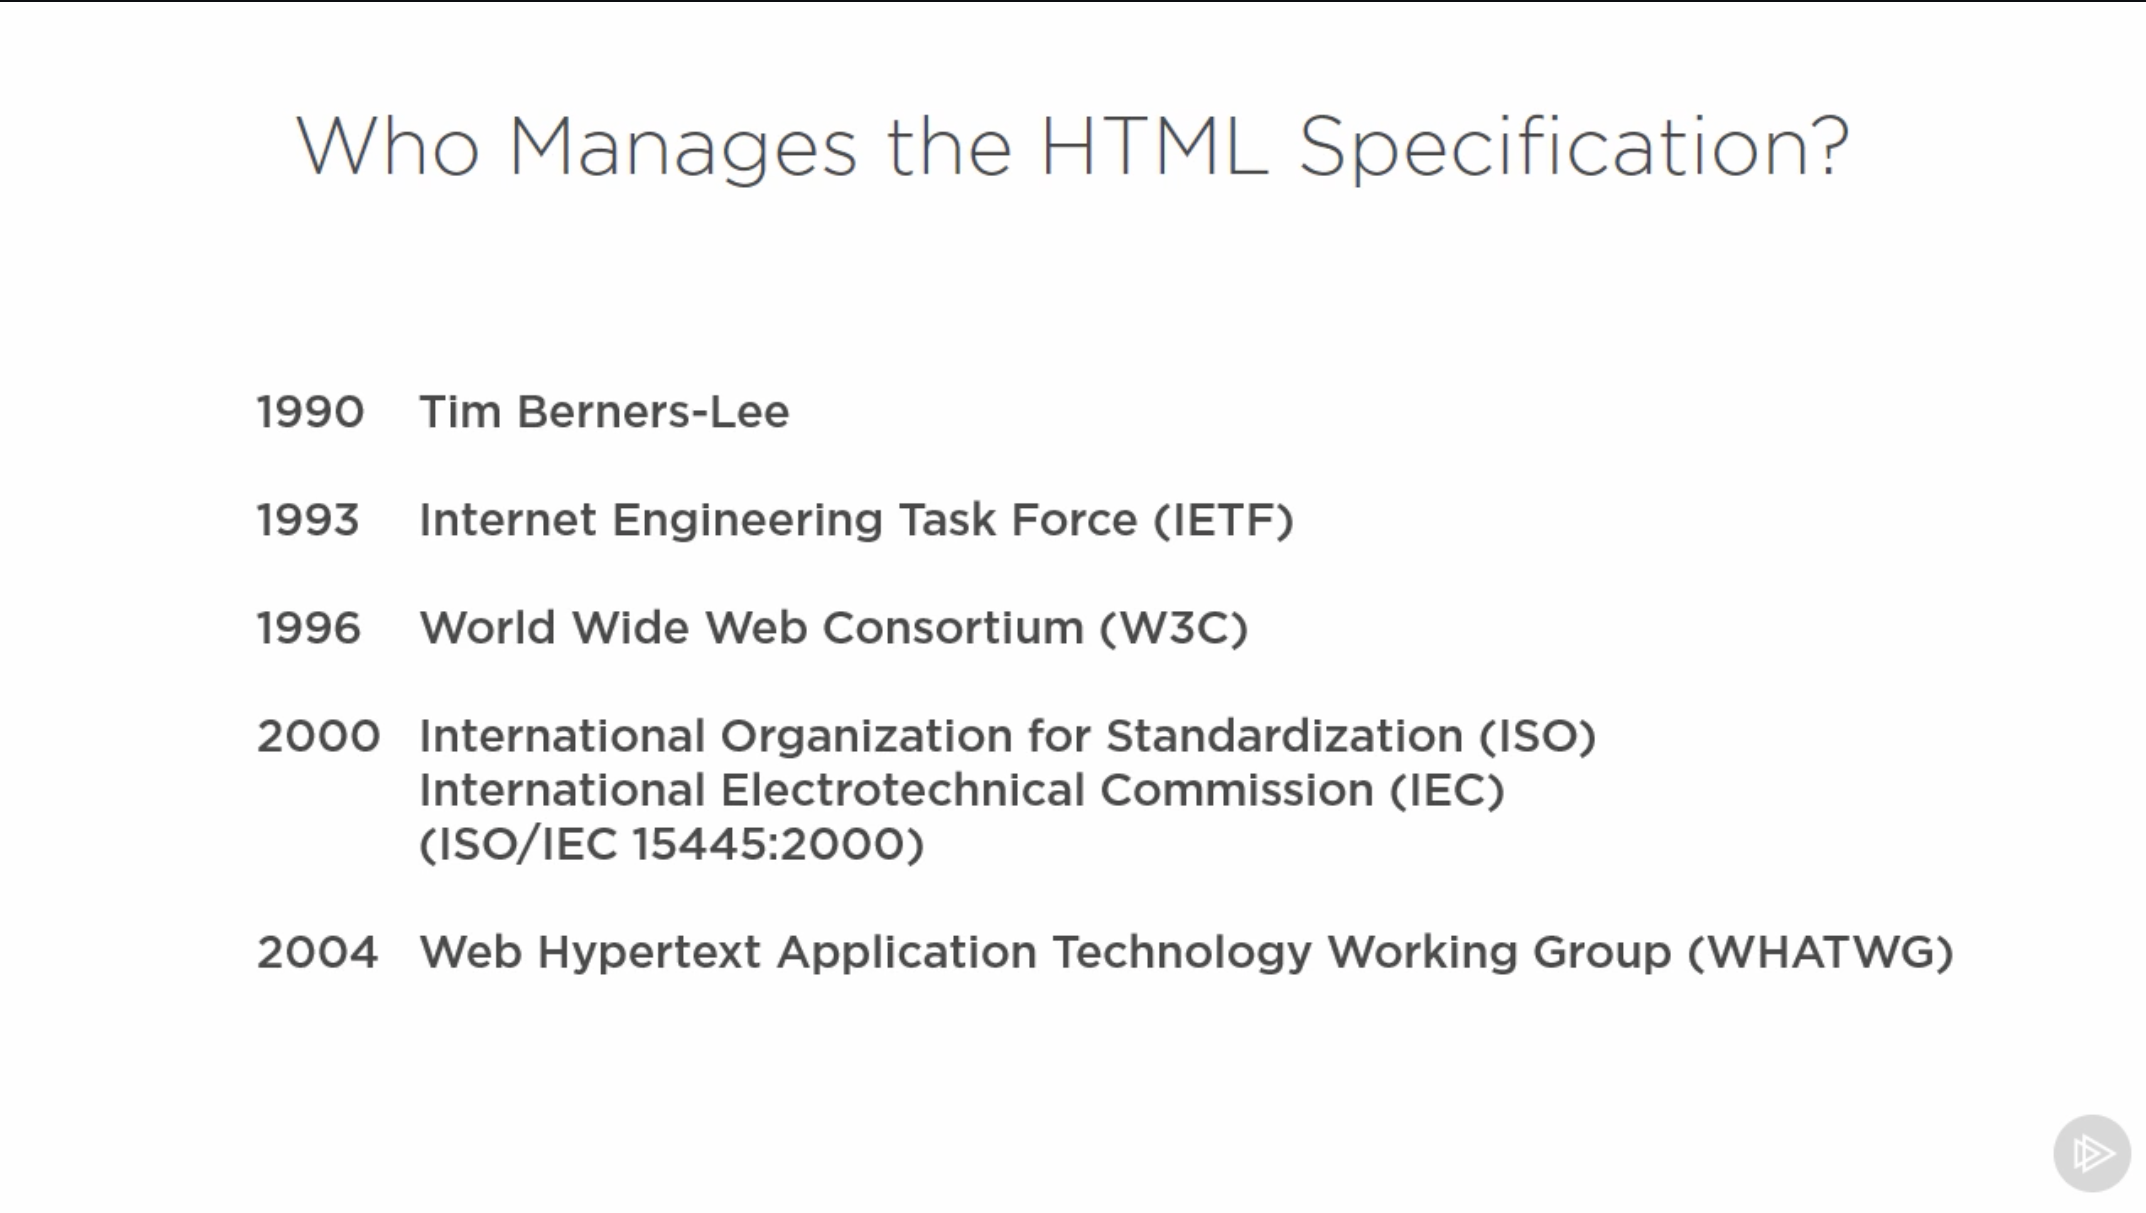 Who Manages the HTML Specification?
1990 Tim Berners-Lee
1993 Internet Engineering Task Force (IETF)
1996 World Wide Web Consortium (W3C)
2000 International Organization for Standardization (ISO)
International Electrotechnical Commission (IEC)
(ISO/IEC 15445:2000)
2004 Web Hypertext Application Technology Working Group (WHATWG)